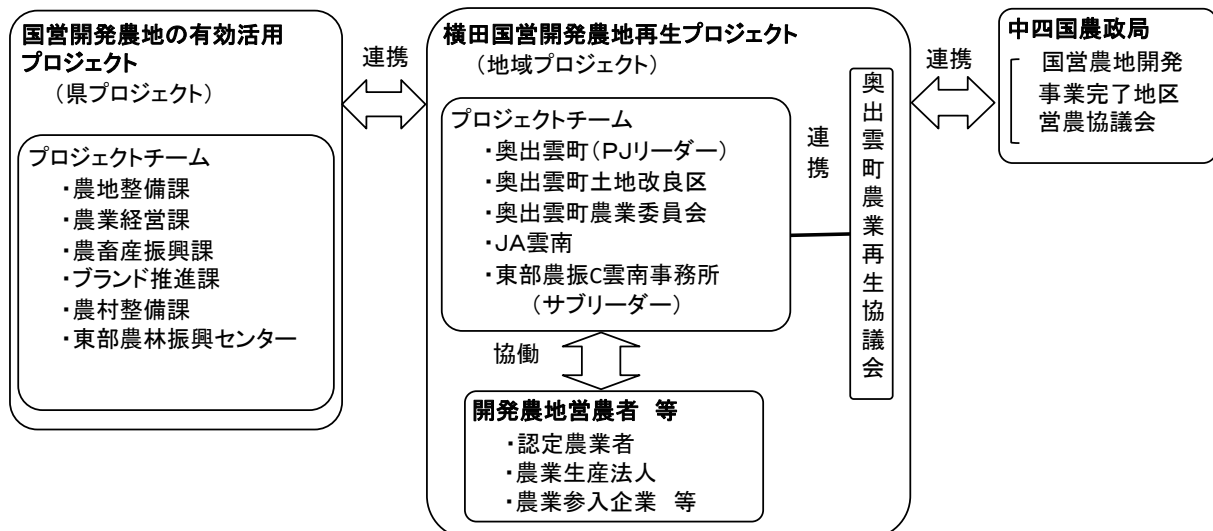 国営開発農地の有効活用
プロジェクト
（県プロジェクト）
プロジェクトチーム
・農地整備課
・農業経営課
・農畜産振興課
・ブランド推進課
・農村整備課
・東部農林振興センター
連携
横田国営開発農地再生プロジェクト
（地域プロジェクト）
プロジェクトチーム
・奥出雲町（PJリーダー）
・奥出雲町土地改良区
・奥出雲町農業委員会
・JA雲南
・東部農振C雲南事務所
（サブリーダー）
連携
奥出雲町農業再生協議会
協働
開発農地営農者　等
・認定農業者
・農業生産法人
・農業参入企業　等
連携
中四国農政局
国営農地開発
事業完了地区
営農協議会